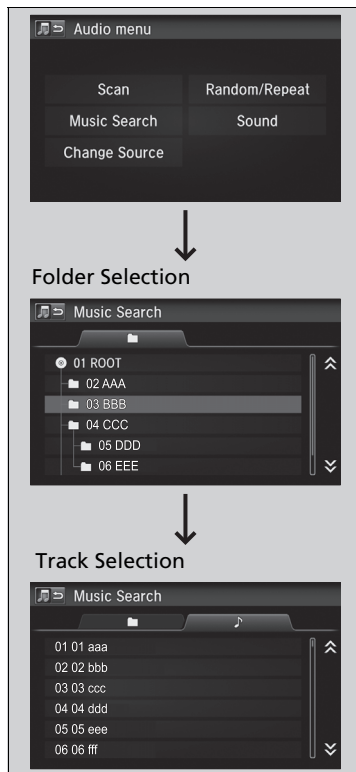 Audio menu
Scan Random/Repeat
Music Search Sound
Change Source
Folder Selection
Music Search
01 ROOT
02 AAA
03 BBB
04 CCC
05 DDD
06 EEE
Track Selection
Music Search
01 01 aaa
02 02 bbb
03 03 ccc
04 04 ddd
05 05 eee
06 06 fff